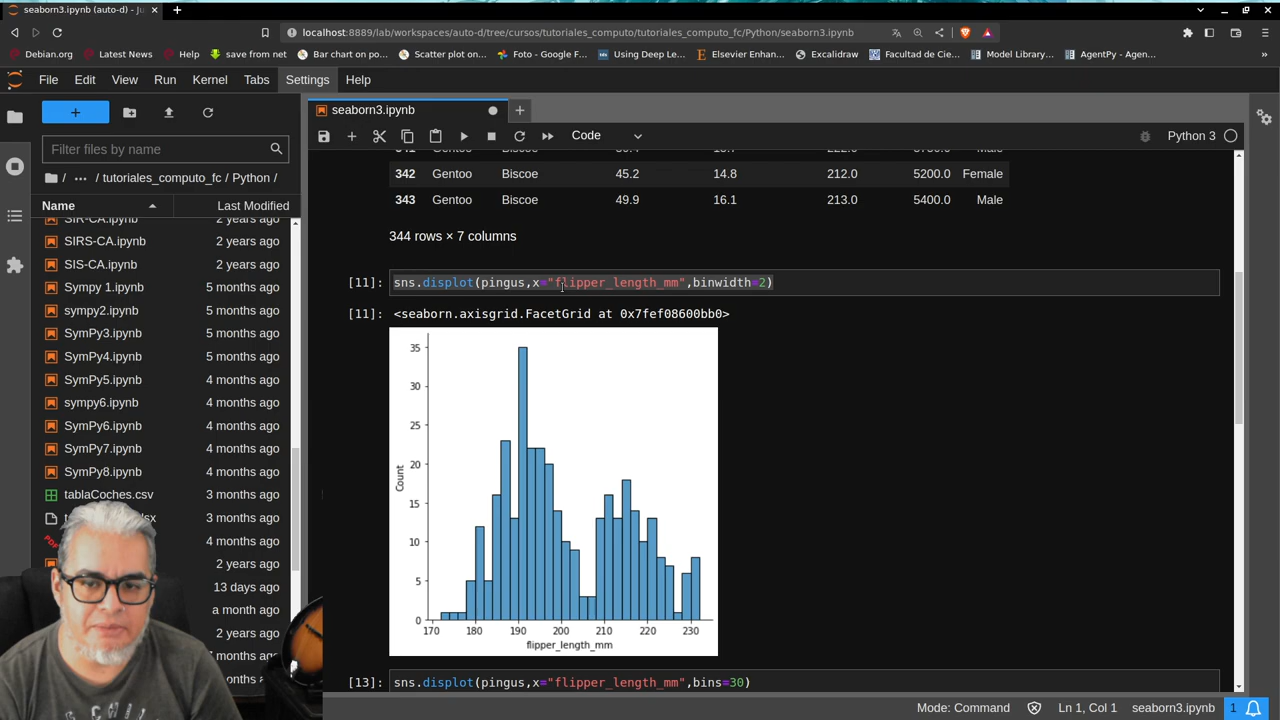 seaborn3.ipynb (auto-d) - Ju
localhost:8889/lab/workspaces/auto-d/tree/cursos/tutoriales_computo/tutoriales_computo_fc/Python/seaborn3.ipynb
Debian.org Latest News Help save from net Bar chart on po... Scatter plot on... Foto - Google F... Using Deep Le... Elsevier Enhan... Excalidraw Facultad de Cie... Model Library... AgentPy - Agen...
File Edit View Run Kernel Tabs Settings Help
seaborn3.ipynb
Filter files by name
Code
Python 3
/ ... / tutoriales_computo_fc / Python /
Name Last Modified
SIR-CA.ipynb 2 years ago
SIRS-CA.ipynb 2 years ago
SIS-CA.ipynb 2 years ago
Sympy 1.ipynb 5 months ago
sympy2.ipynb 5 months ago
SymPy3.ipynb 5 months ago
SymPy4.ipynb 5 months ago
SymPy5.ipynb 4 months ago
sympy6.ipynb 4 months ago
SymPy6.ipynb 4 months ago
SymPy7.ipynb 4 months ago
SymPy8.ipynb 4 months ago
tablaCoches.csv 3 months ago
3 months ago
4 months ago
2 years ago
13 days ago
a month ago
2 years ago
months ago
342 Gentoo Biscoe 45.2 14.8 212.0 5200.0 Female
343 Gentoo Biscoe 49.9 16.1 213.0 5400.0 Male
344 rows × 7 columns
[11]: sns.displot(pingus,x="flipper_length_mm",binwidth=2)
[11]: <seaborn.axisgrid.FacetGrid at 0x7fef08600bb0>
35
30
25
20
15
10
5
0
Count
170 180 190 200 210 220 230
flipper_length_mm
[13]: sns.displot(pingus,x="flipper_length_mm",bins=30)
Mode: Command Ln 1, Col 1 seaborn3.ipynb 1